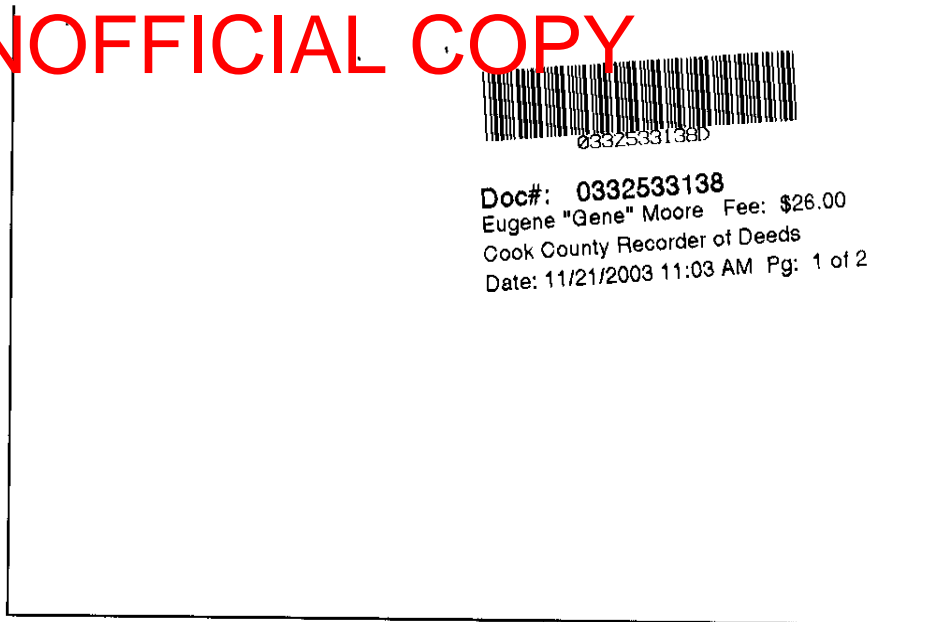 NOFFICIAL COPY
0332533138D
Doc#: 0332533138
Eugene "Gene" Moore Fee: $26.00
Cook County Recorder of Deeds
Date: 11/21/2003 11:03 AM Pg: 1 of 2